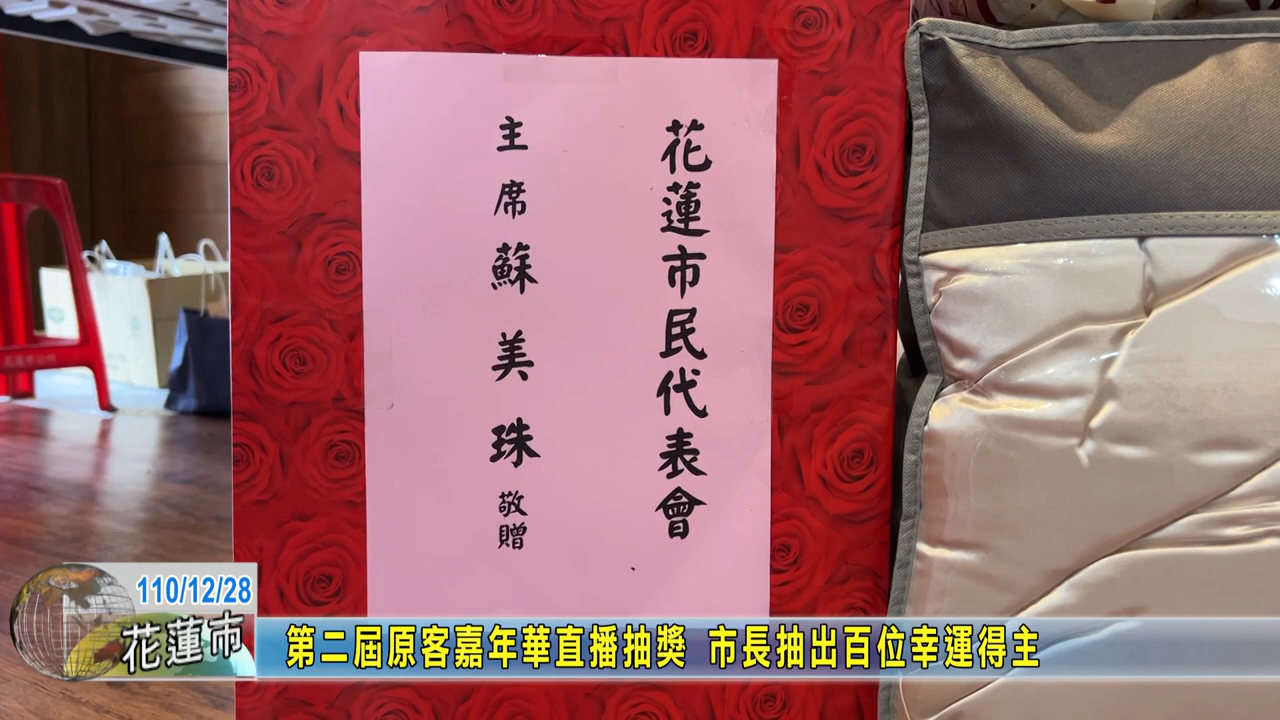 花蓮市民代表會
主席蘇美珠敬贈
110/12/28
花蓮市
第二屆原客嘉年華直播抽獎 市長抽出百位幸運得主